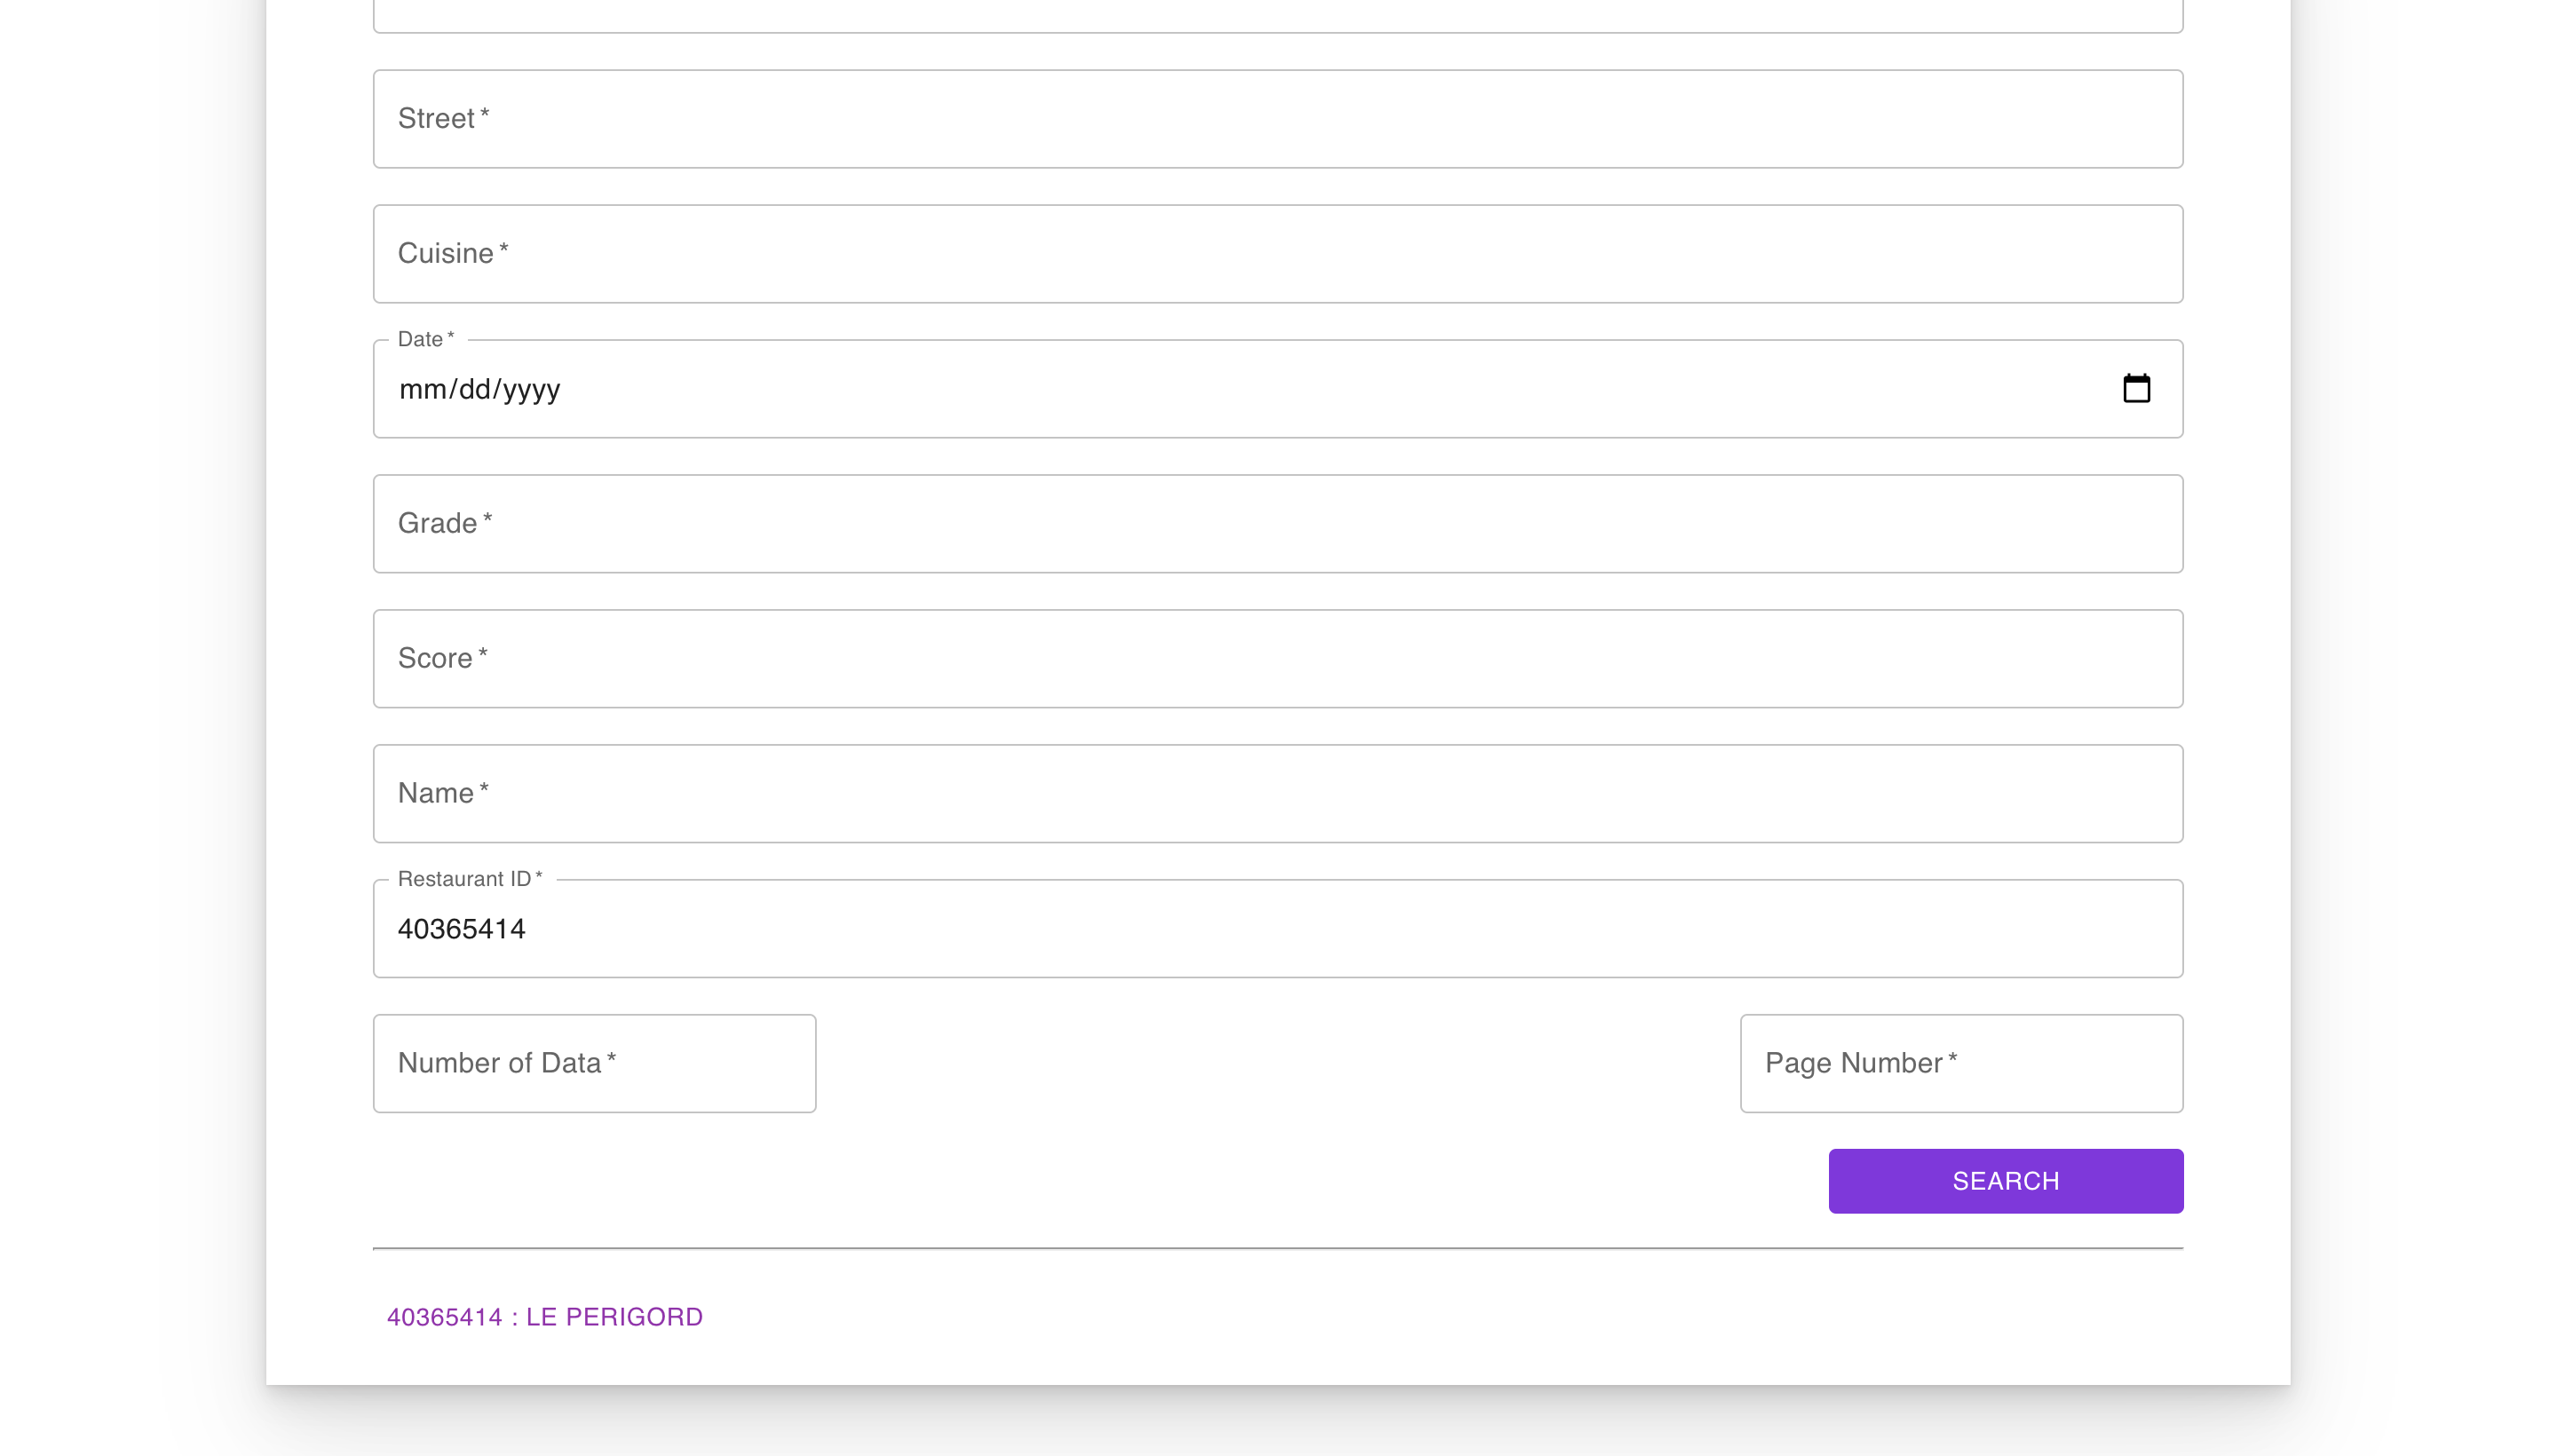 Street *
Cuisine *
Date *
mm/dd/yyyy
Grade *
Score *
Name *
Restaurant ID *
40365414
Number of Data *
Page Number *
SEARCH
40365414 : LE PERIGORD